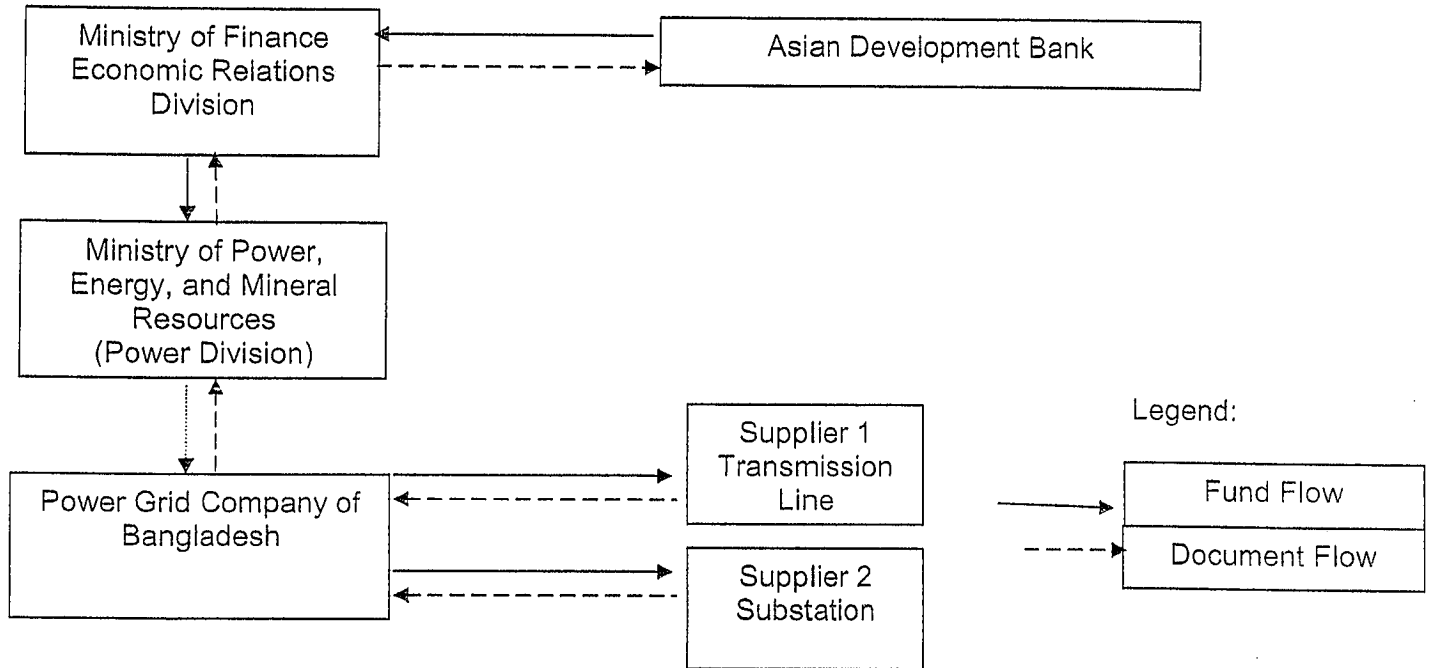 Ministry of Finance
Economic Relations
Division
Asian Development Bank
Ministry of Power,
Energy, and Mineral
Resources
(Power Division)
Power Grid Company of
Bangladesh
Supplier 1
Transmission
Line
Supplier 2
Substation
Legend:
Fund Flow
Document Flow